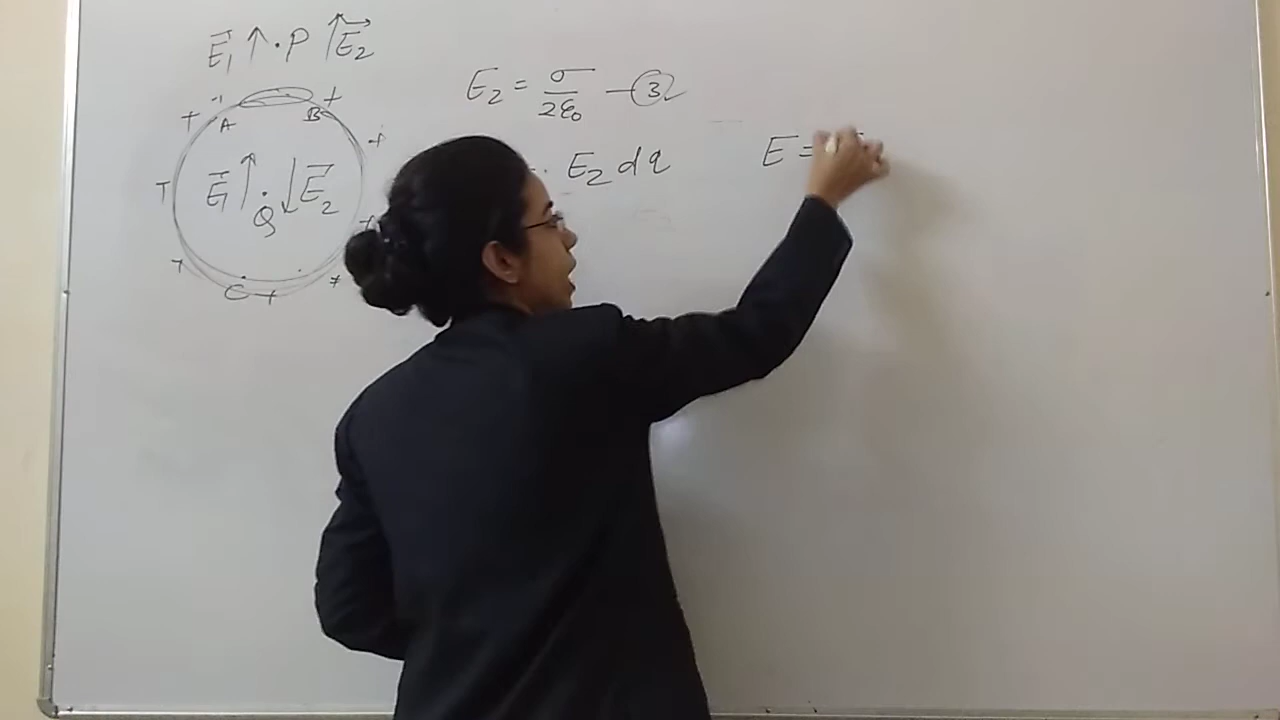 E₁ ↑ . P ↑ E₂
+ + + +
A B
E₁ ↑ . ↓ E₂
Q
+ + + + +
C
E₂ = σ/2ε₀ — ③
E₂ dq
E =